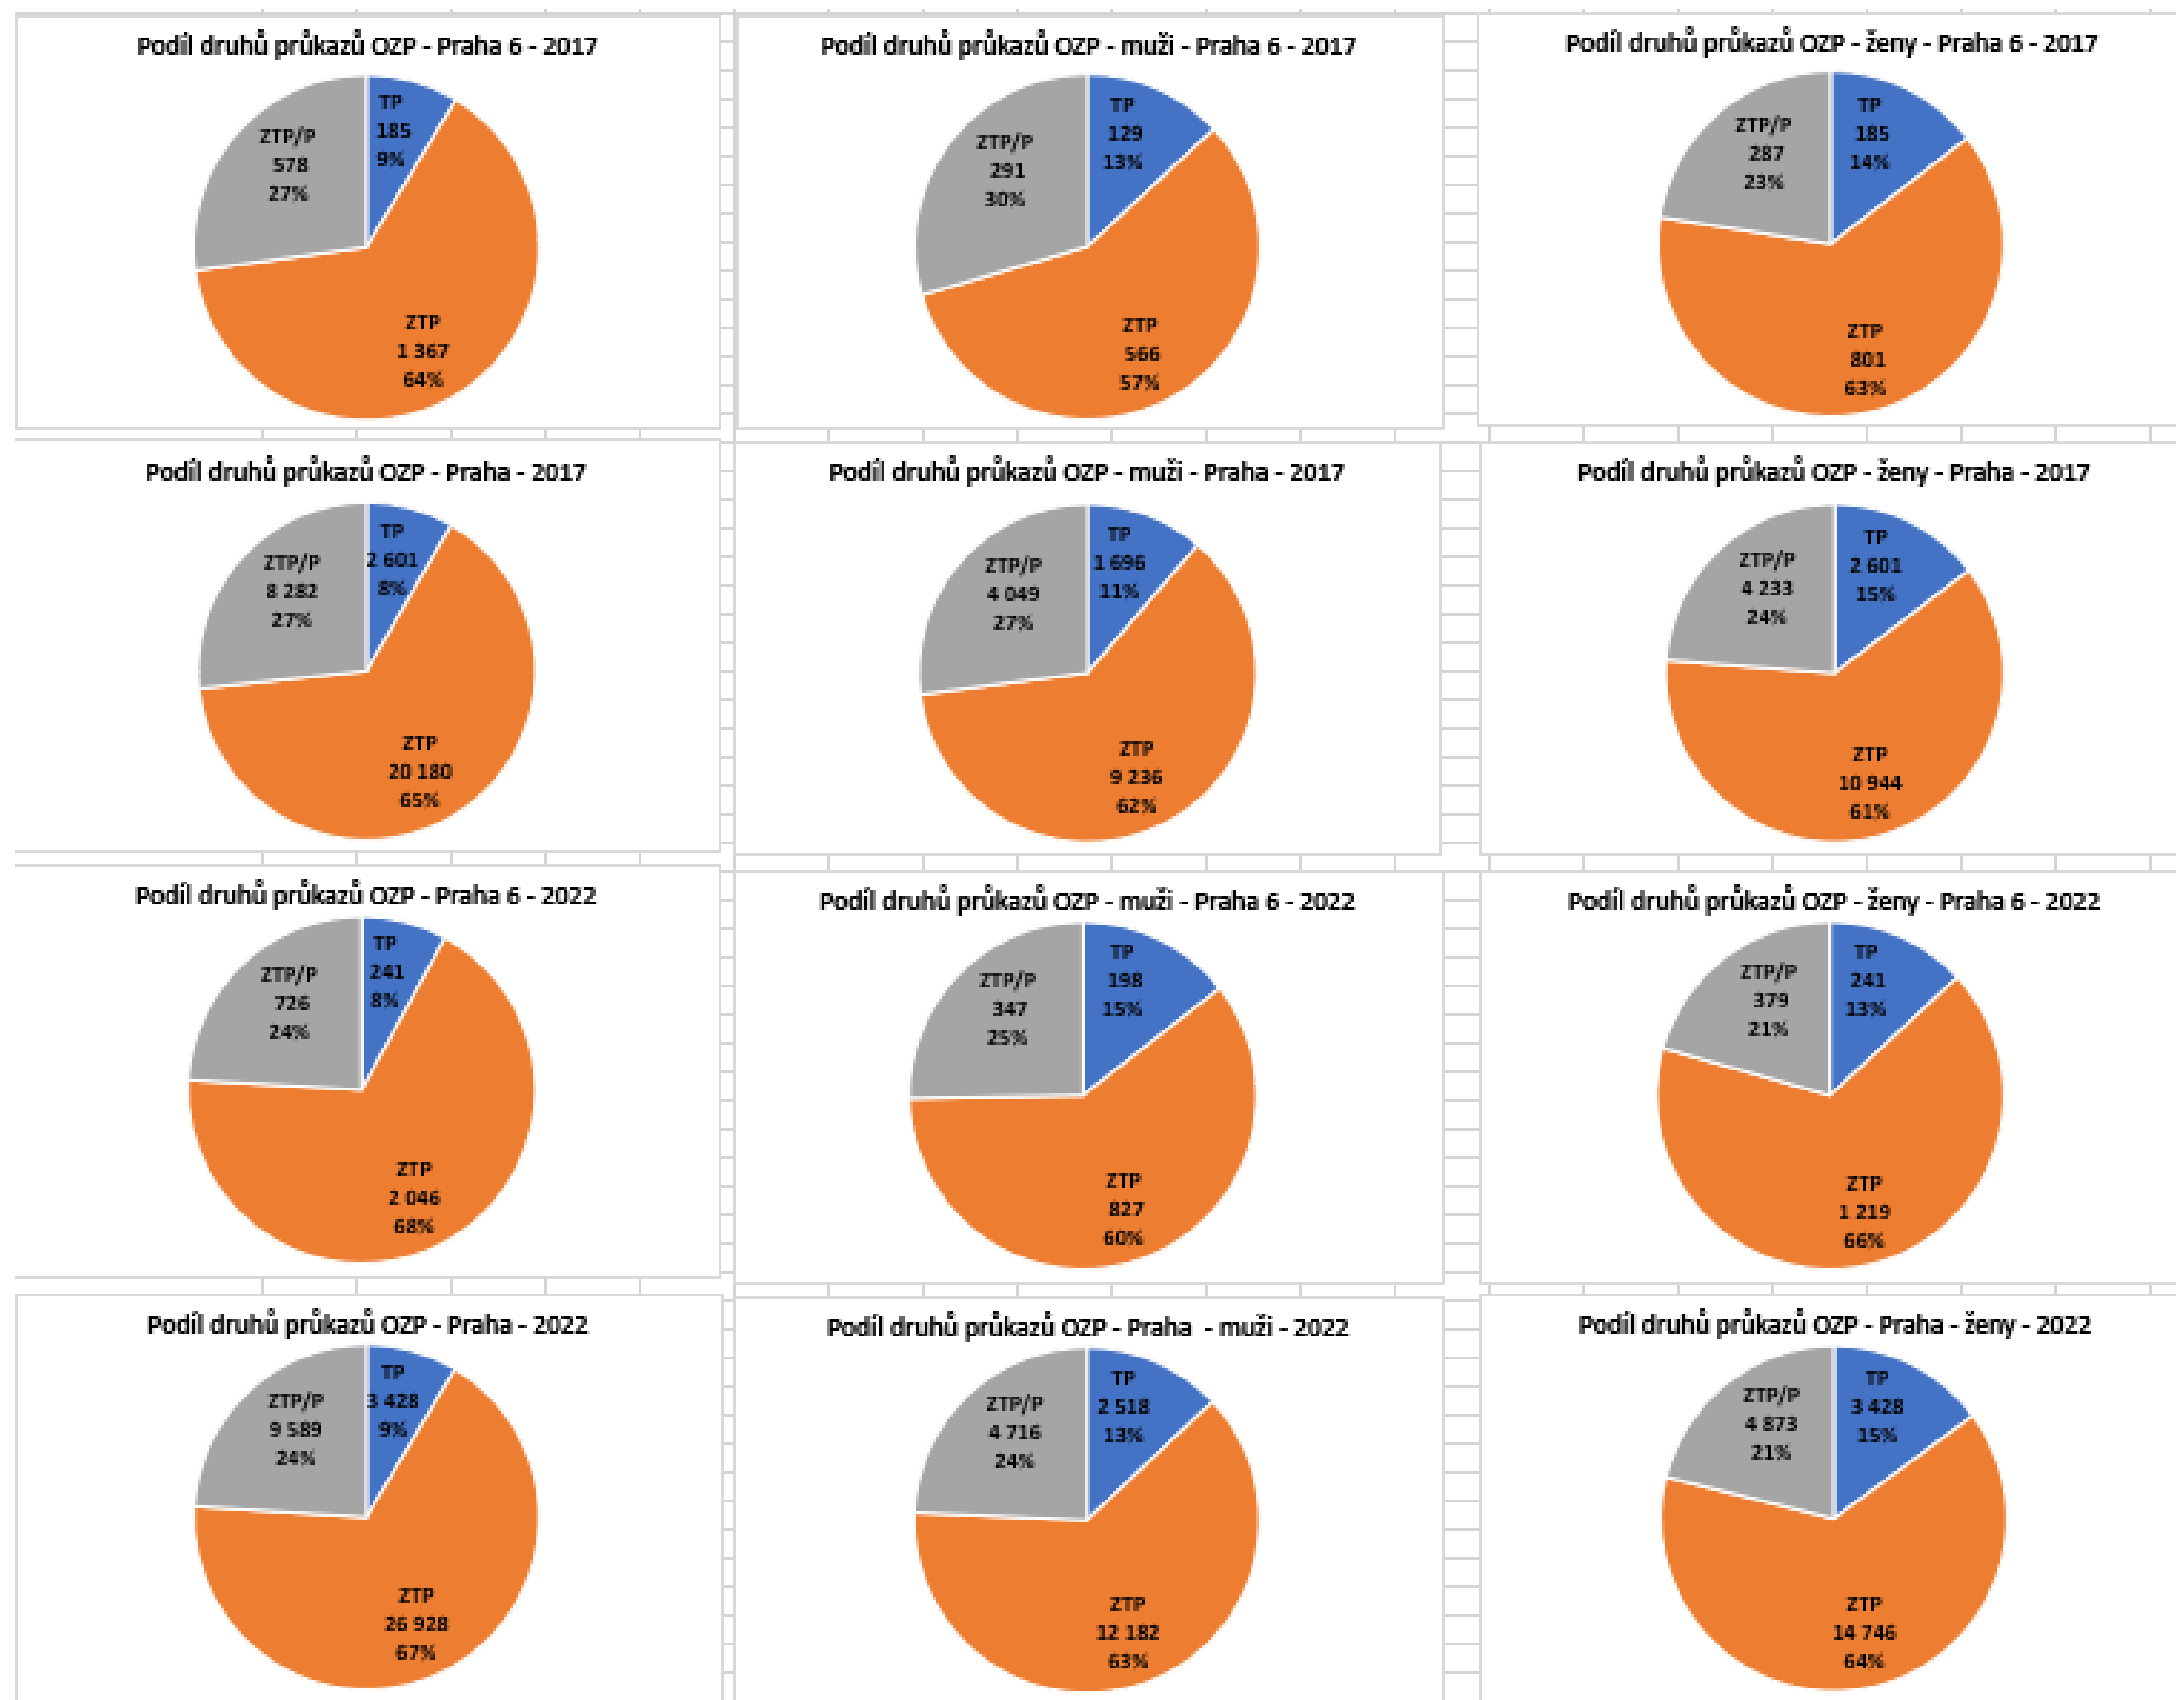 Podíl druhů průkazů OZP - Praha 6 - 2017
TP
185
9%
ZTP/P
578
27%
ZTP
1 367
64%
Podíl druhů průkazů OZP - muži - Praha 6 - 2017
TP
129
13%
ZTP/P
291
30%
ZTP
566
57%
Podíl druhů průkazů OZP - ženy - Praha 6 - 2017
TP
185
14%
ZTP/P
287
23%
ZTP
801
63%
Podíl druhů průkazů OZP - Praha - 2017
TP
2 601
8%
ZTP/P
8 282
27%
ZTP
20 180
65%
Podíl druhů průkazů OZP - muži - Praha - 2017
TP
1 696
11%
ZTP/P
4 049
27%
ZTP
9 236
62%
Podíl druhů průkazů OZP - ženy - Praha - 2017
TP
2 601
15%
ZTP/P
4 233
24%
ZTP
10 944
61%
Podíl druhů průkazů OZP - Praha 6 - 2022
TP
241
8%
ZTP/P
726
24%
ZTP
2 046
68%
Podíl druhů průkazů OZP - muži - Praha 6 - 2022
TP
198
15%
ZTP/P
347
25%
ZTP
827
60%
Podíl druhů průkazů OZP - ženy - Praha 6 - 2022
TP
241
13%
ZTP/P
379
21%
ZTP
1 219
66%
Podíl druhů průkazů OZP - Praha - 2022
TP
3 428
9%
ZTP/P
9 589
24%
ZTP
26 928
67%
Podíl druhů průkazů OZP - Praha - muži - 2022
TP
2 518
13%
ZTP/P
4 716
24%
ZTP
12 182
63%
Podíl druhů průkazů OZP - Praha - ženy - 2022
TP
3 428
15%
ZTP/P
4 873
21%
ZTP
14 746
64%